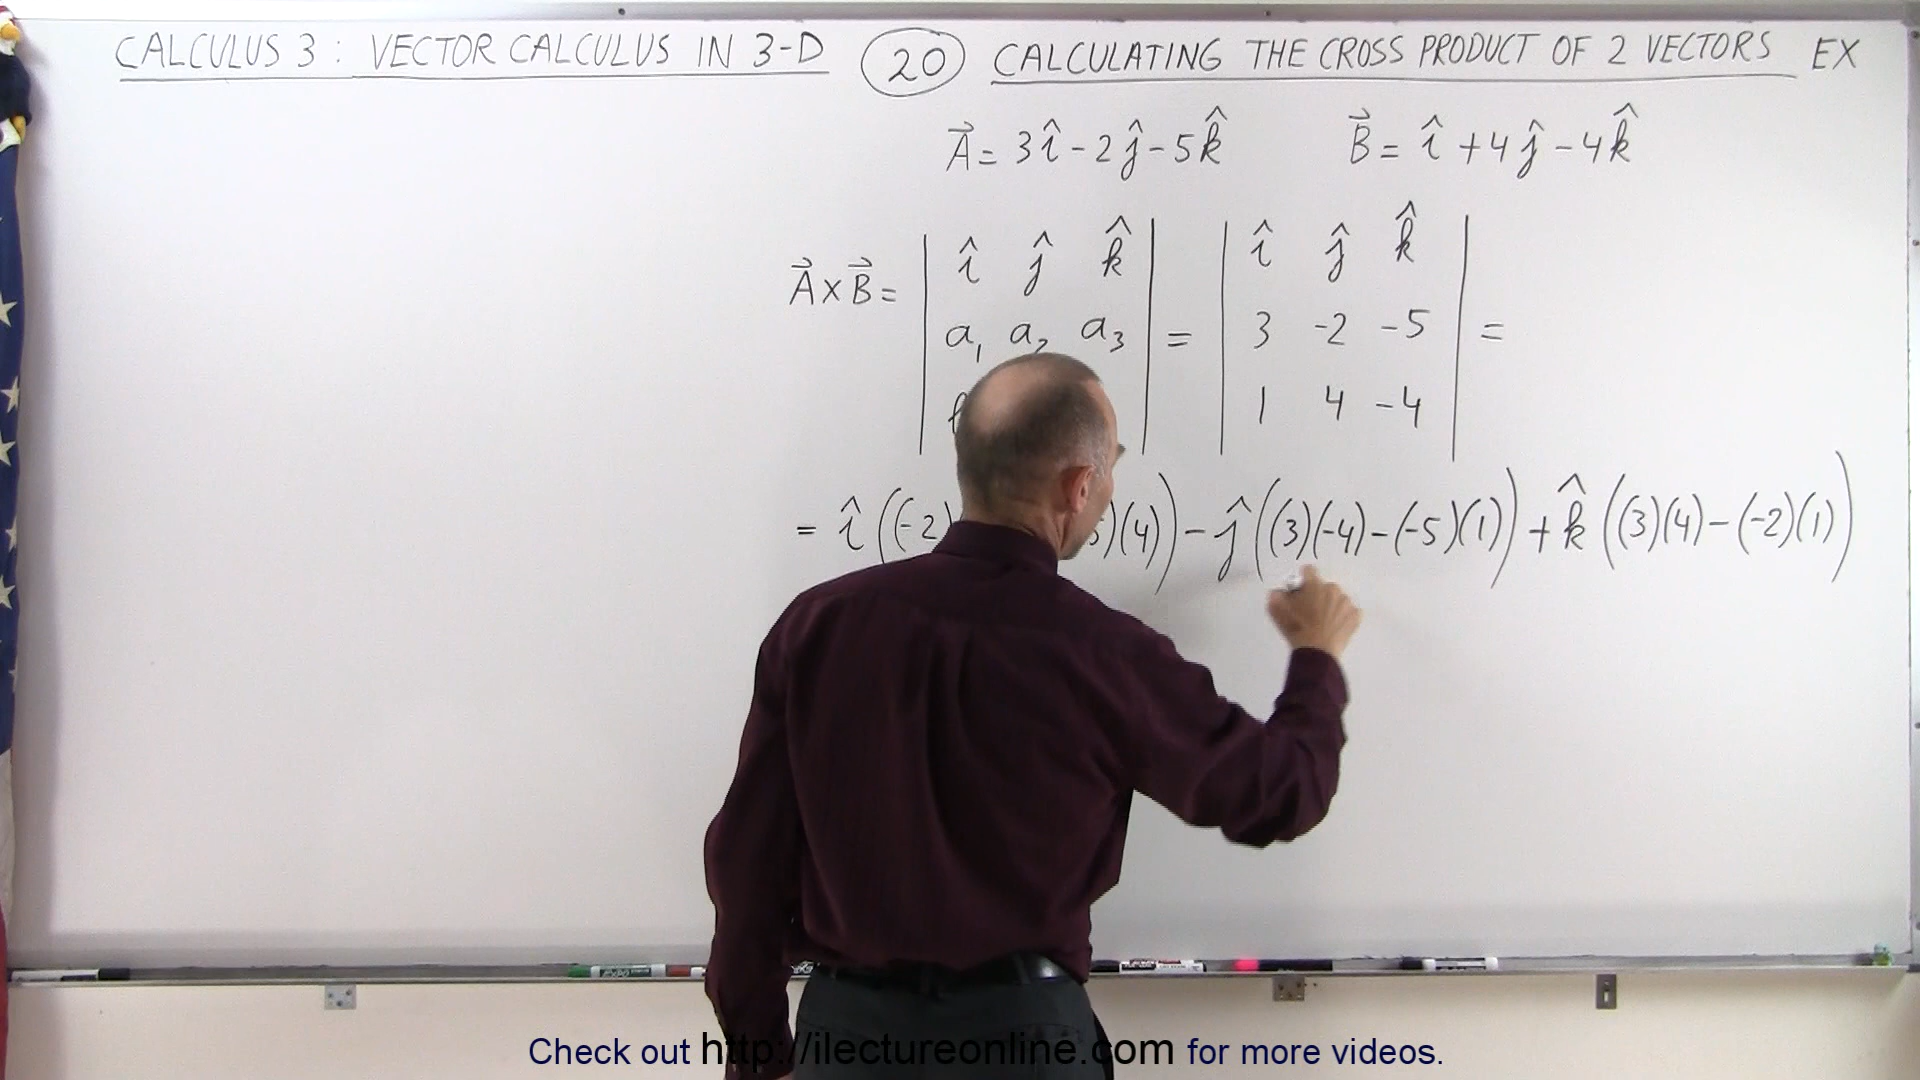 CALCULUS 3 : VECTOR CALCULUS IN 3-D 20 CALCULATING THE CROSS PRODUCT OF 2 VECTORS EX
A⃗ = 3î - 2ĵ - 5k̂ B⃗ = î + 4ĵ - 4k̂
A⃗ x B⃗ = | î ĵ k̂ | = | î ĵ k̂ | =
a₁ a₂ a₃ 3 -2 -5
1 4 -4
= î ((-2) (4)) - ĵ ((3)(-4) - (-5)(1)) + k̂ ((3)(4) - (-2)(1))
EXPO
Check out http://ilectureonline.com for more videos.